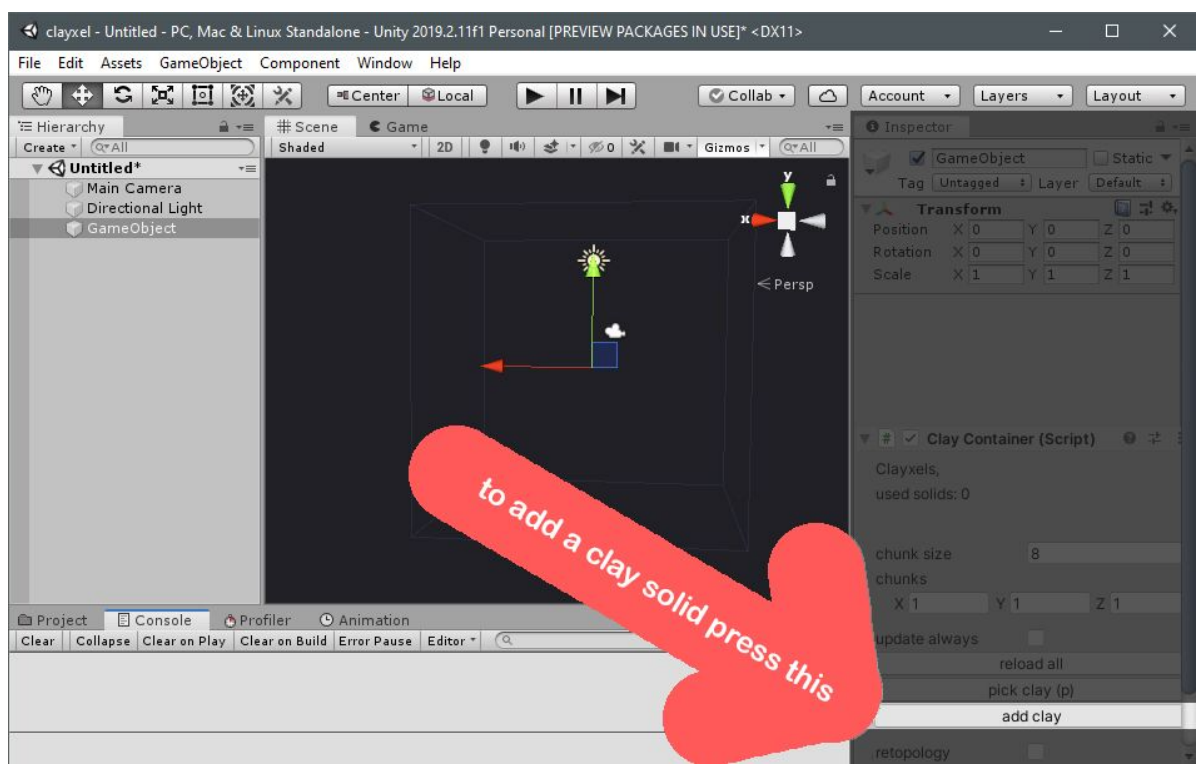 clayxel - Untitled - PC, Mac & Linux Standalone - Unity 2019.2.11f1 Personal [PREVIEW PACKAGES IN USE]* <DX11>
File Edit Assets GameObject Component Window Help
Center Local Collab Account Layers Layout
Hierarchy
Create All
Untitled*
Main Camera
Directional Light
GameObject
Scene Game
Shaded 2D 0 Gizmos All
y
x
Persp
to add a clay solid press this
Project Console Profiler Animation
Clear Collapse Clear on Play Clear on Build Error Pause Editor
Inspector
GameObject Static
Tag Untagged Layer Default
Transform
Position X 0 Y 0 Z 0
Rotation X 0 Y 0 Z 0
Scale X 1 Y 1 Z 1
# Clay Container (Script)
Clayxels,
used solids: 0
chunk size 8
chunks
X 1 Y 1 Z 1
update always
reload all
pick clay (p)
add clay
retopology